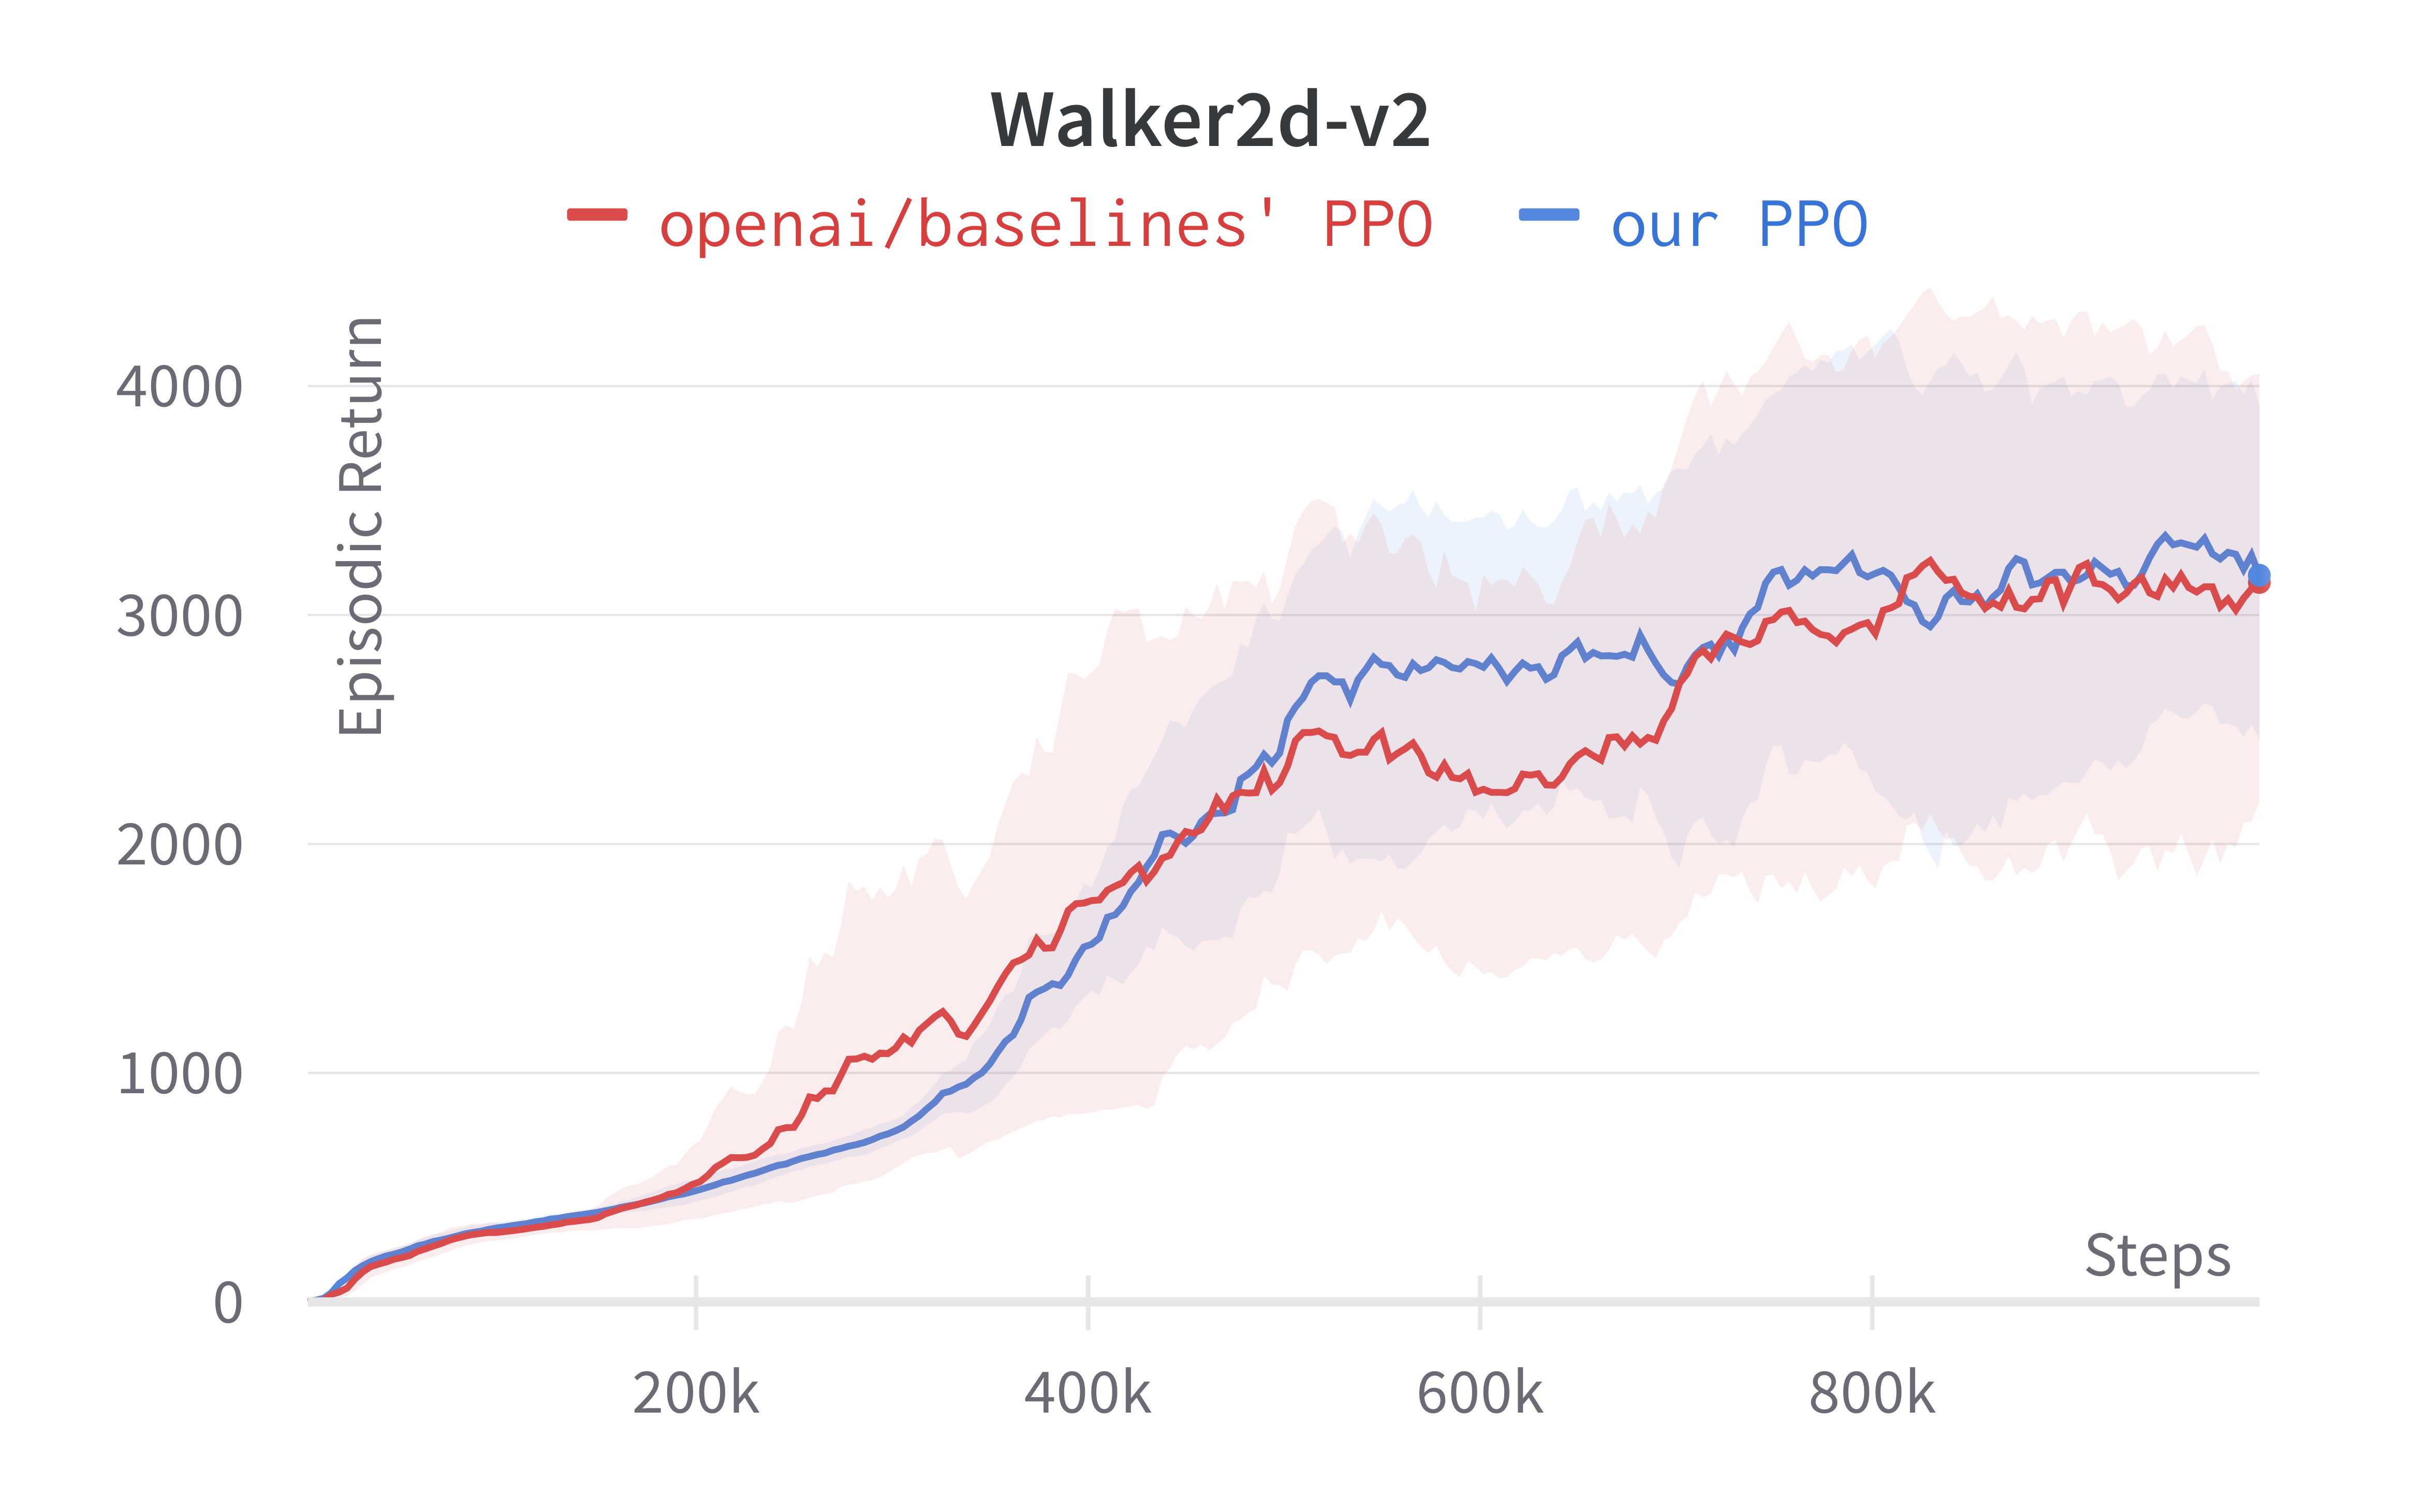 Walker2d-v2
openai/baselines' PPO our PPO
Episodic Return
4000
3000
2000
1000
0
Steps
200k 400k 600k 800k